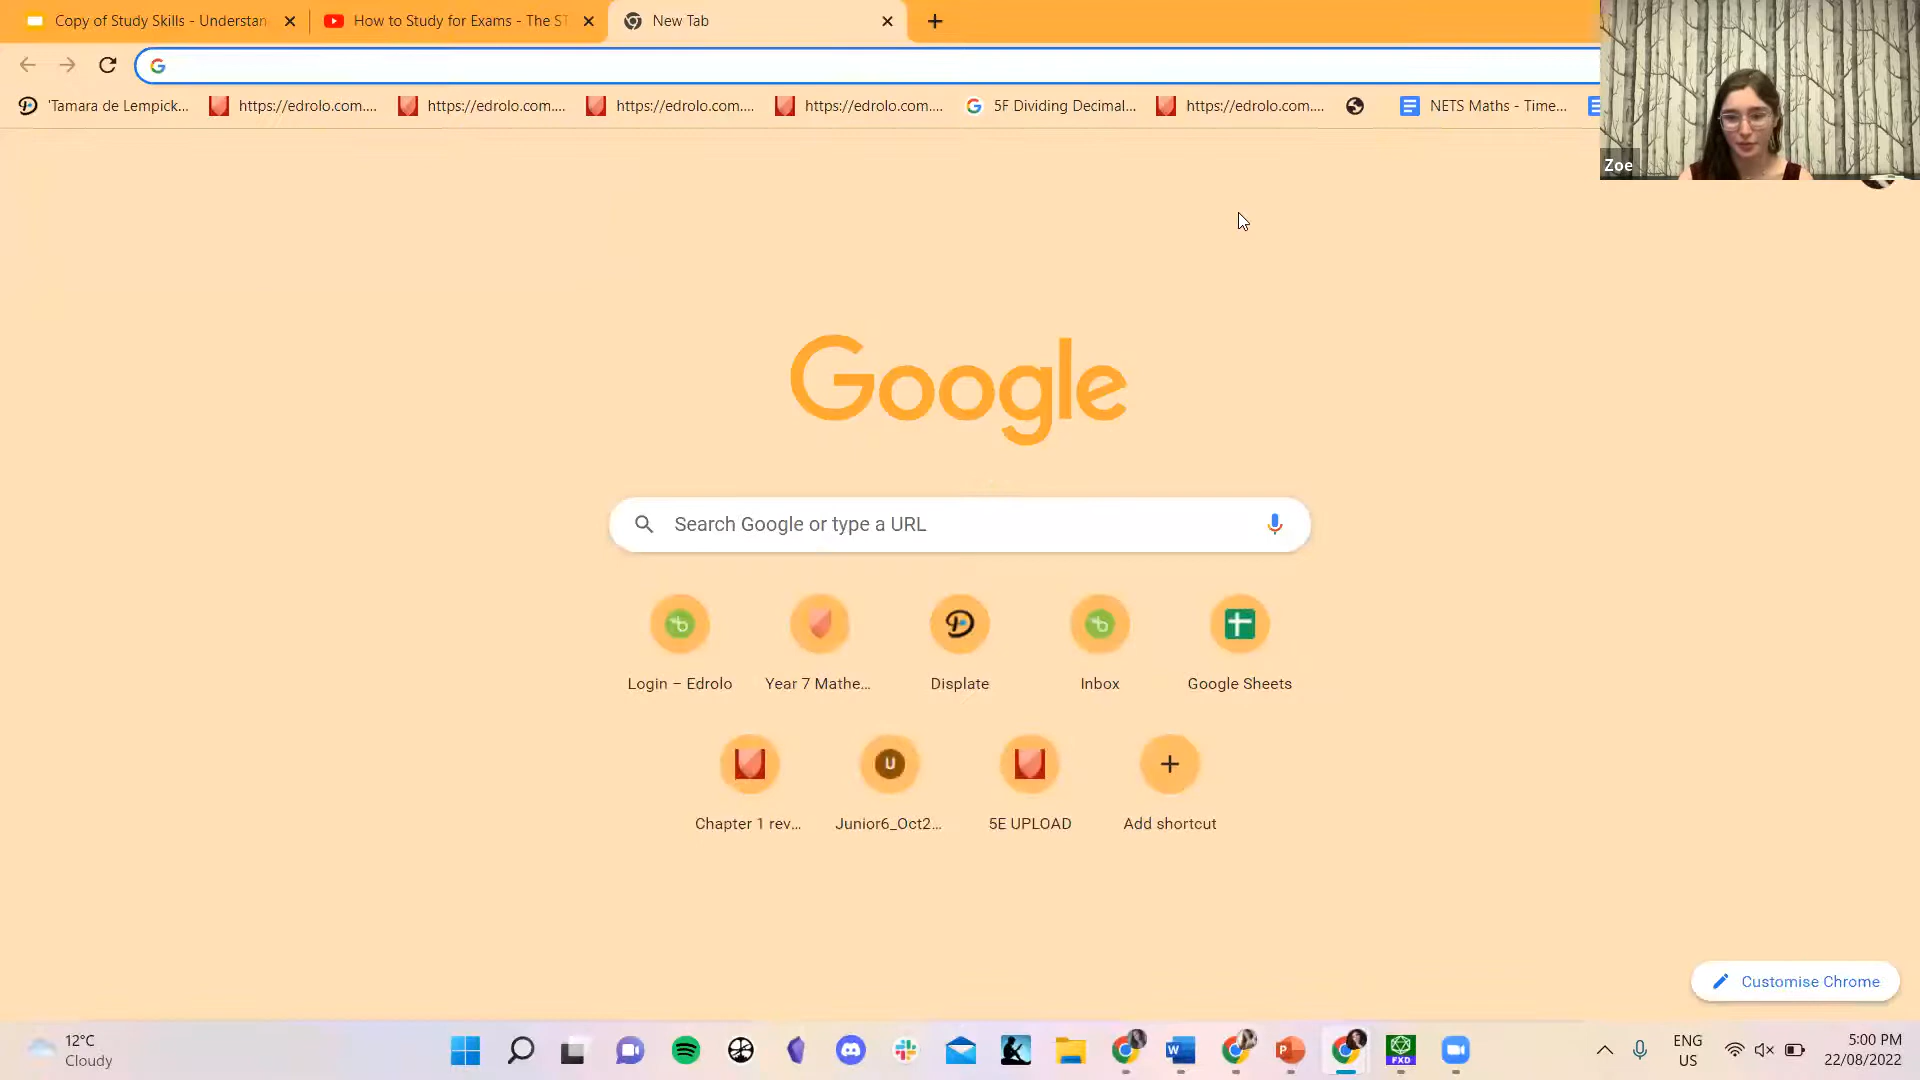 Copy of Study Skills - Understan
How to Study for Exams - The ST
New Tab
'Tamara de Lempick...
https://edrolo.com....
https://edrolo.com....
https://edrolo.com....
https://edrolo.com....
5F Dividing Decimal...
https://edrolo.com....
NETS Maths - Time...
Zoe
Google
Search Google or type a URL
Login – Edrolo
Year 7 Mathe...
Displate
Inbox
Google Sheets
U
Chapter 1 rev...
Junior6_Oct2...
5E UPLOAD
Add shortcut
Customise Chrome
12°C
Cloudy
W
P
FXD
ENG
US
5:00 PM
22/08/2022